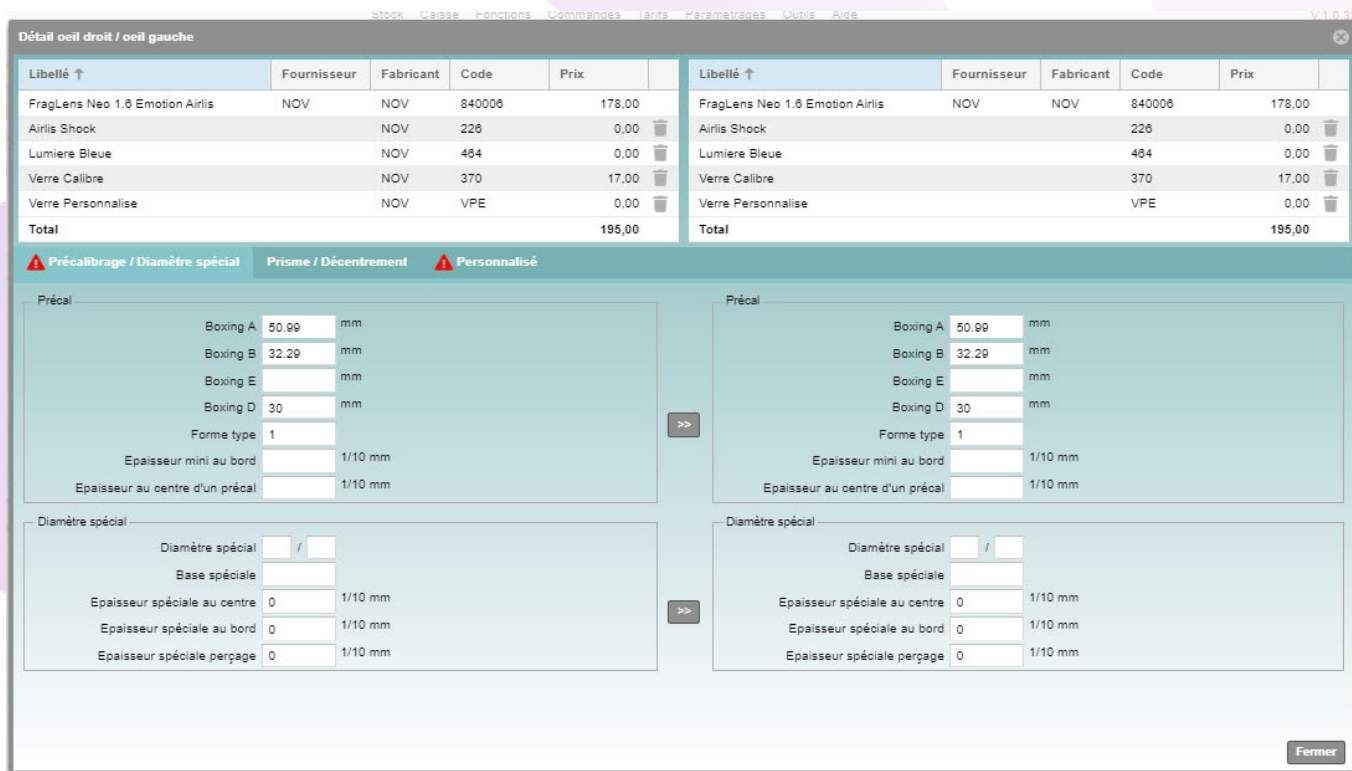 Stock Caisse Fonctions Commandes Tarifs Paramétrages Outils Aide
Détail oeil droit / oeil gauche
Libellé Fournisseur Fabricant Code Prix Libellé Fournisseur Fabricant Code Prix
FragLens Neo 1.6 Emotion Airlis NOV NOV 840006 178,00 FragLens Neo 1.6 Emotion Airlis NOV NOV 840006 178,00
Airlis Shock NOV 226 0,00 Airlis Shock 226 0,00
Lumiere Bleue NOV 464 0,00 Lumiere Bleue 464 0,00
Verre Calibre NOV 370 17,00 Verre Calibre 370 17,00
Verre Personnalise NOV VPE 0,00 Verre Personnalise VPE 0,00
Total 195,00 Total 195,00
Précalibrage / Diamètre spécial Prisme / Décentrement Personnalisé
Précal Précal
Boxing A 50.99 mm Boxing A 50.99 mm
Boxing B 32.29 mm Boxing B 32.29 mm
Boxing E mm Boxing E mm
Boxing D 30 mm Boxing D 30 mm
>>
Forme type 1 Forme type 1
Epaisseur mini au bord 1/10 mm Epaisseur mini au bord 1/10 mm
Epaisseur au centre d'un précal 1/10 mm Epaisseur au centre d'un précal 1/10 mm
Diamètre spécial Diamètre spécial
Diamètre spécial / Diamètre spécial /
Base spéciale Base spéciale
Epaisseur spéciale au centre 0 1/10 mm Epaisseur spéciale au centre 0 1/10 mm
>>
Epaisseur spéciale au bord 0 1/10 mm Epaisseur spéciale au bord 0 1/10 mm
Epaisseur spéciale perçage 0 1/10 mm Epaisseur spéciale perçage 0 1/10 mm
Fermer